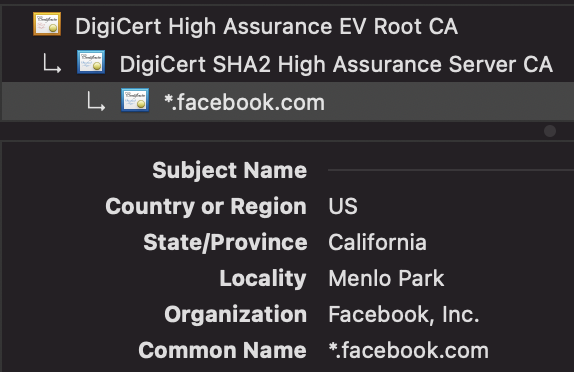 DigiCert High Assurance EV Root CA
DigiCert SHA2 High Assurance Server CA
*.facebook.com
Subject Name
Country or Region US
State/Province California
Locality Menlo Park
Organization Facebook, Inc.
Common Name *.facebook.com